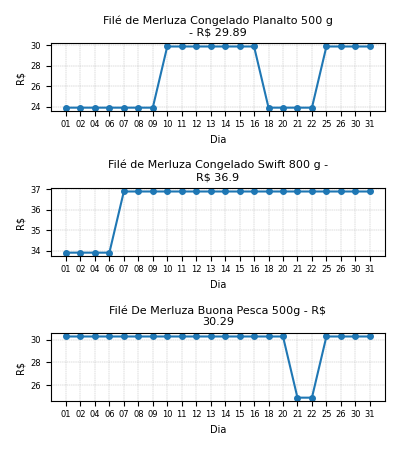 Filé de Merluza Congelado Planalto 500 g
- R$ 29.89
30
28
26
24
R$
01 02 04 06 07 08 09 10 11 12 13 14 15 16 18 20 21 22 25 26 30 31
Dia
Filé de Merluza Congelado Swift 800 g -
R$ 36.9
37
36
35
34
R$
01 02 04 06 07 08 09 10 11 12 13 14 15 16 18 20 21 22 25 26 30 31
Dia
Filé De Merluza Buona Pesca 500g - R$
30.29
30
28
26
R$
01 02 04 06 07 08 09 10 11 12 13 14 15 16 18 20 21 22 25 26 30 31
Dia